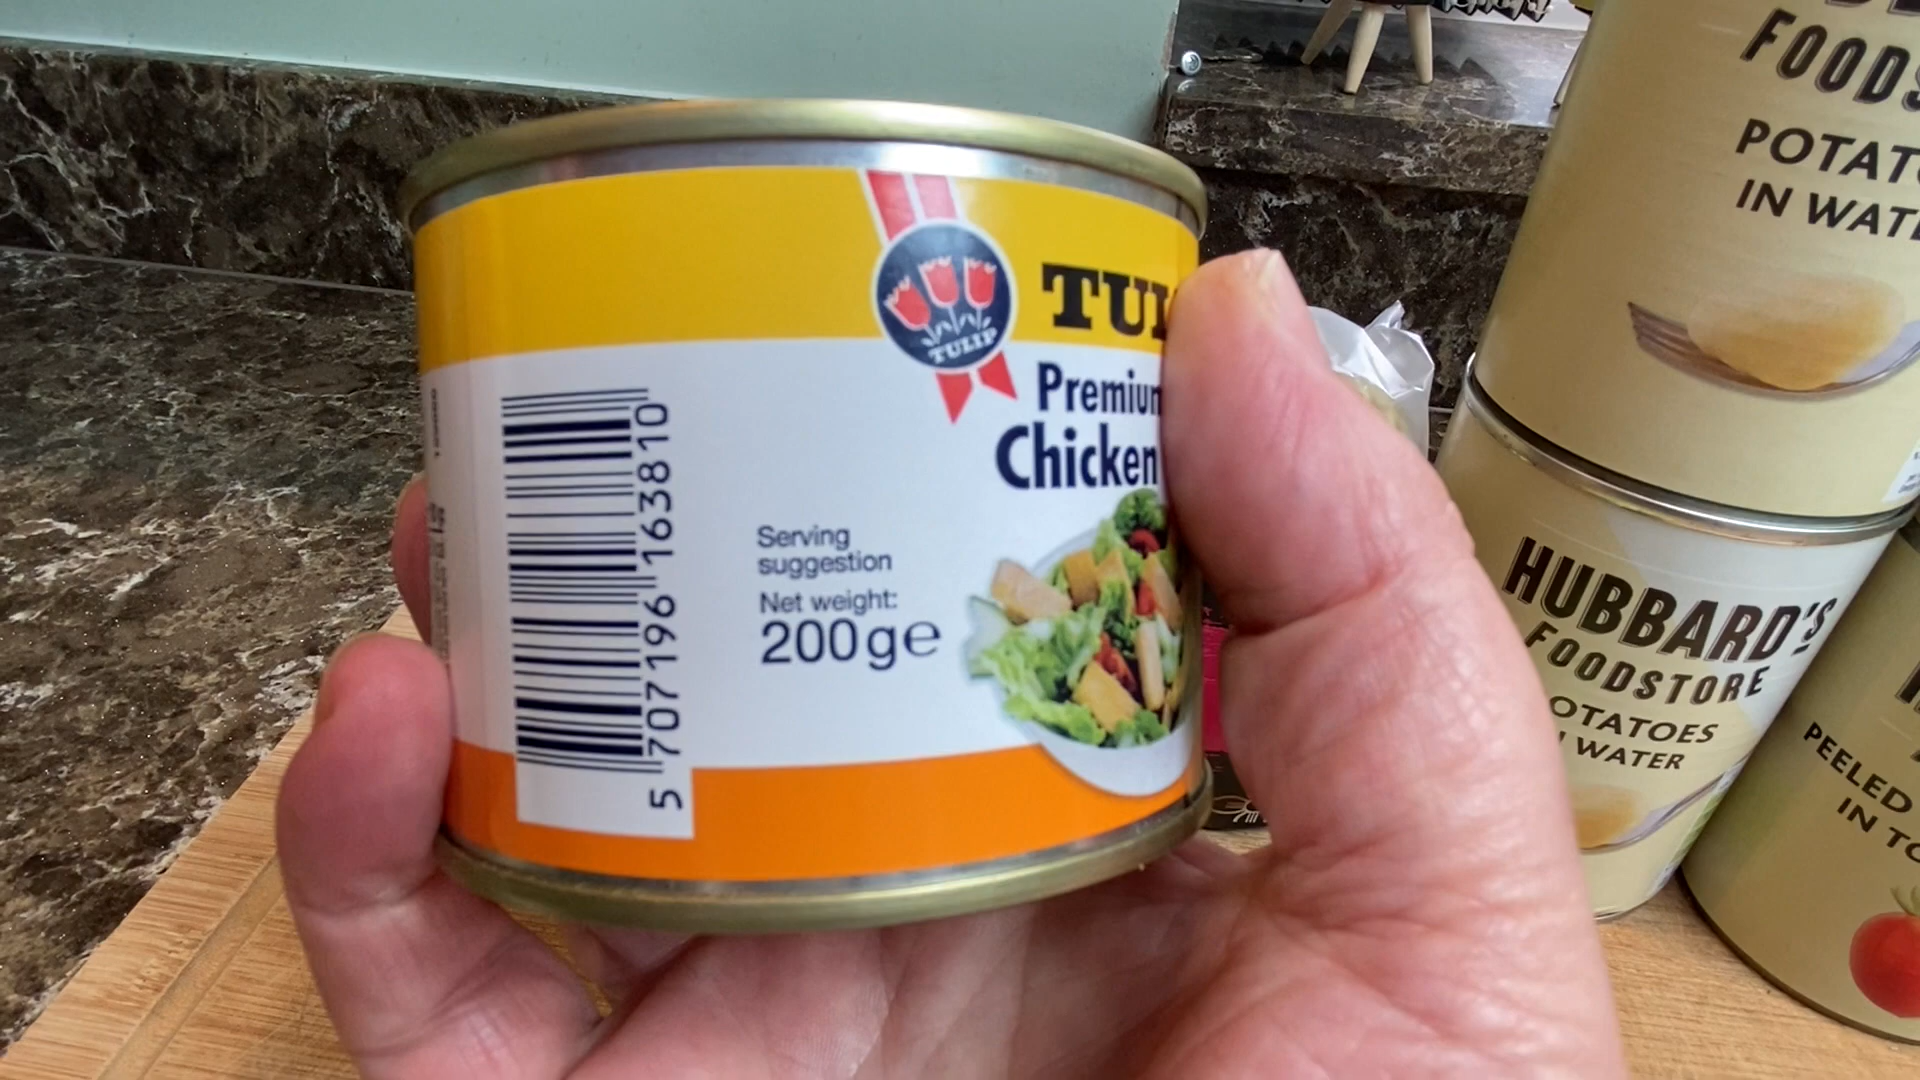 TULIP
TUL
Premium
Chicken
Serving
suggestion
Net weight:
200g℮
5 707196 163810
FOODS
POTATO
IN WATE
HUBBARD'S
FOODSTORE
OTATOES
WATER
PEELED
IN TO